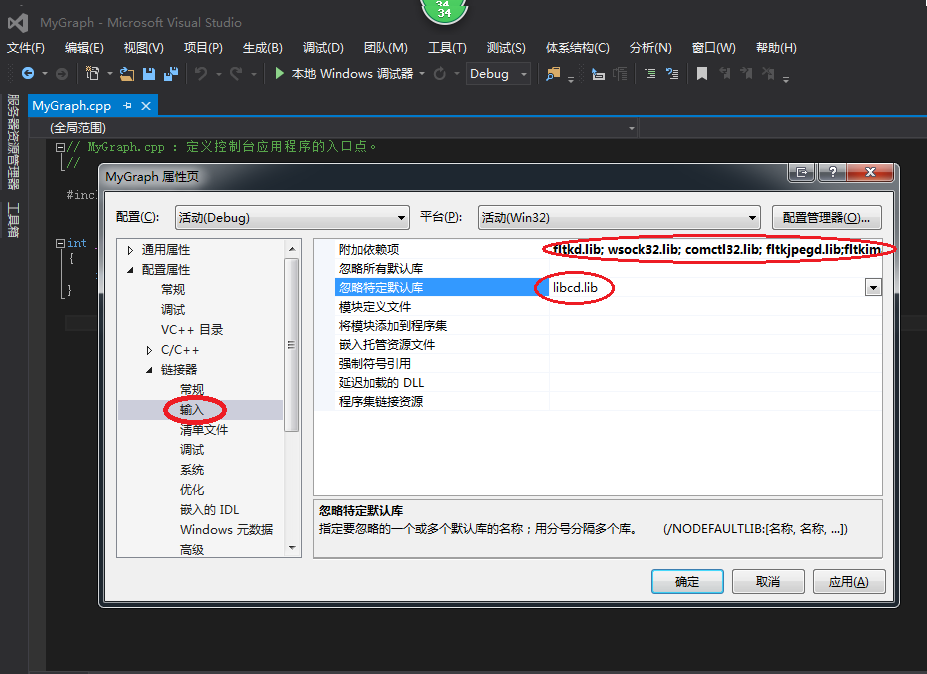 34
34
MyGraph - Microsoft Visual Studio
文件(F) 编辑(E) 视图(V) 项目(P) 生成(B) 调试(D) 团队(M) 工具(T) 测试(S) 体系结构(C) 分析(N) 窗口(W) 帮助(H)
本地 Windows 调试器 Debug
服务器资源管理器
工具箱
MyGraph.cpp
(全局范围)
// MyGraph.cpp : 定义控制台应用程序的入口点。
//
#incl
int
{
}
MyGraph 属性页
配置(C): 活动(Debug) 平台(P): 活动(Win32) 配置管理器(O)...
通用属性
配置属性
常规
调试
VC++ 目录
C/C++
链接器
常规
输入
清单文件
调试
系统
优化
嵌入的 IDL
Windows 元数据
高级
附加依赖项 fltkd.lib; wsock32.lib; comctl32.lib; fltkjpegd.lib;fltkim
忽略所有默认库
忽略特定默认库 libcd.lib
模块定义文件
将模块添加到程序集
嵌入托管资源文件
强制符号引用
延迟加载的 DLL
程序集链接资源
忽略特定默认库
指定要忽略的一个或多个默认库的名称；用分号分隔多个库。 (/NODEFAULTLIB:[名称, 名称, ...])
确定 取消 应用(A)